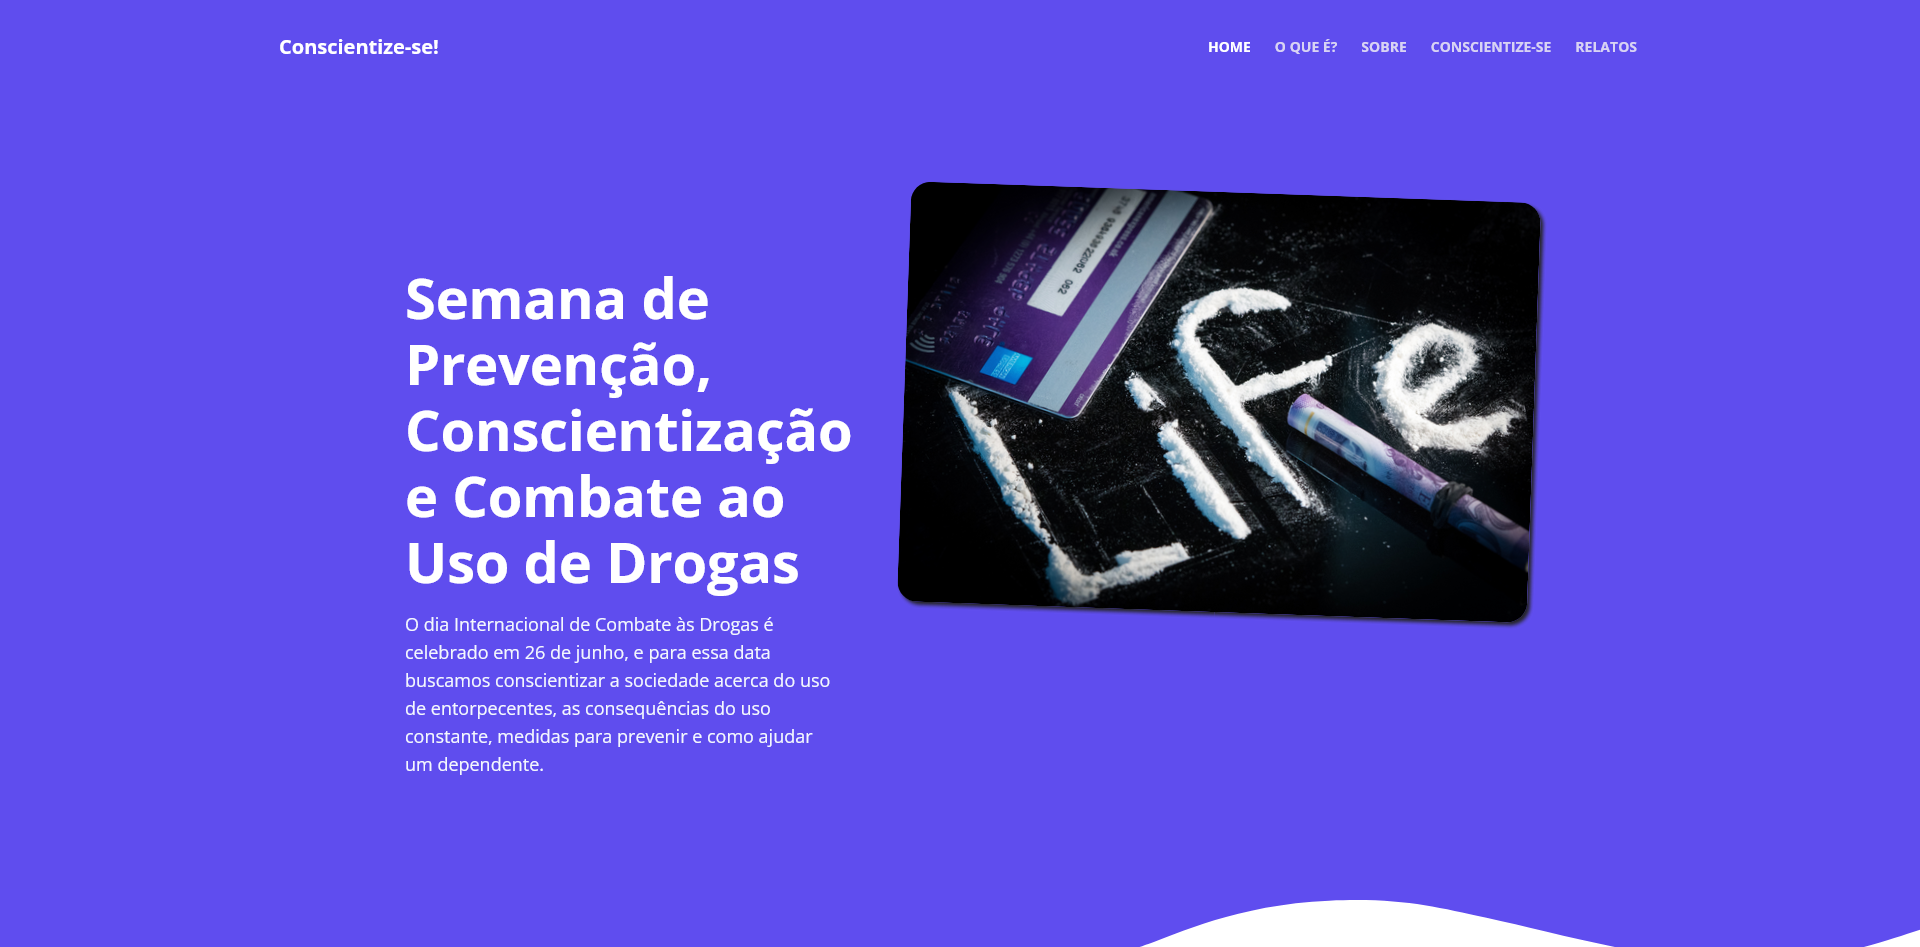 Conscientize-se!
HOME O QUE É? SOBRE CONSCIENTIZE-SE RELATOS
Semana de
Prevenção,
Conscientização
e Combate ao
Uso de Drogas
LiFe
O dia Internacional de Combate às Drogas é
celebrado em 26 de junho, e para essa data
buscamos conscientizar a sociedade acerca do uso
de entorpecentes, as consequências do uso
constante, medidas para prevenir e como ajudar
um dependente.